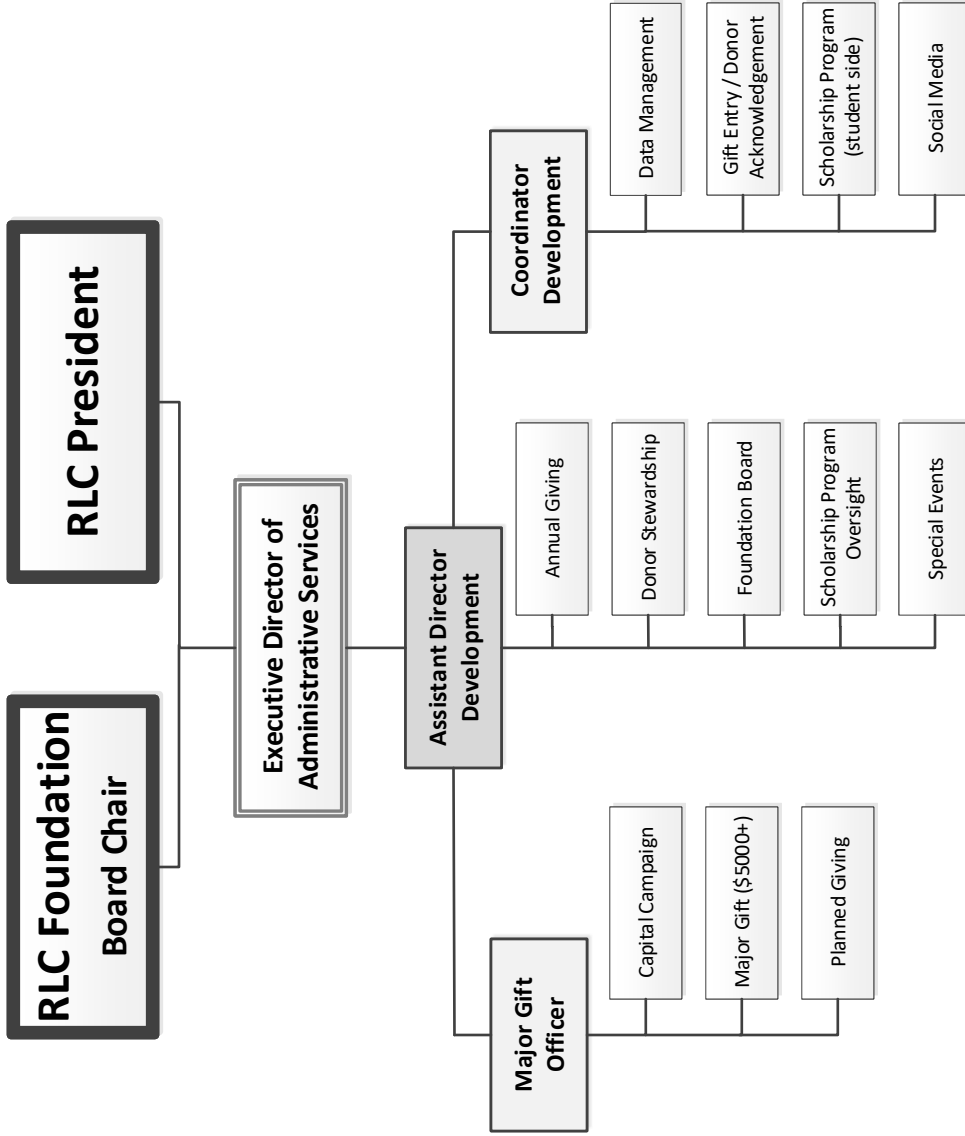 RLC Foundation
Board Chair
RLC President
Executive Director of
Administrative Services
Assistant Director
Development
Major Gift
Officer
Capital Campaign
Major Gift ($5000+)
Planned Giving
Annual Giving
Donor Stewardship
Foundation Board
Scholarship Program
Oversight
Special Events
Coordinator
Development
Data Management
Gift Entry / Donor
Acknowledgement
Scholarship Program
(student side)
Social Media